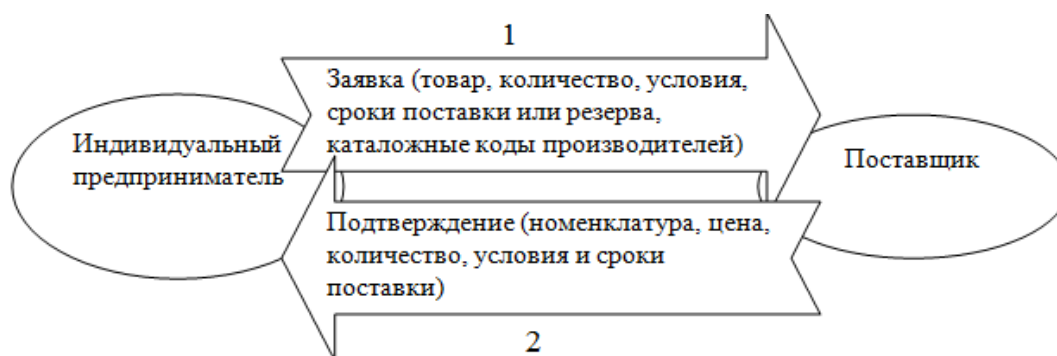 1
Заявка (товар, количество, условия,
сроки поставки или резерва,
каталожные коды производителей)
Индивидуальный
предприниматель
Поставщик
Подтверждение (номенклатура, цена,
количество, условия и сроки
поставки)
2